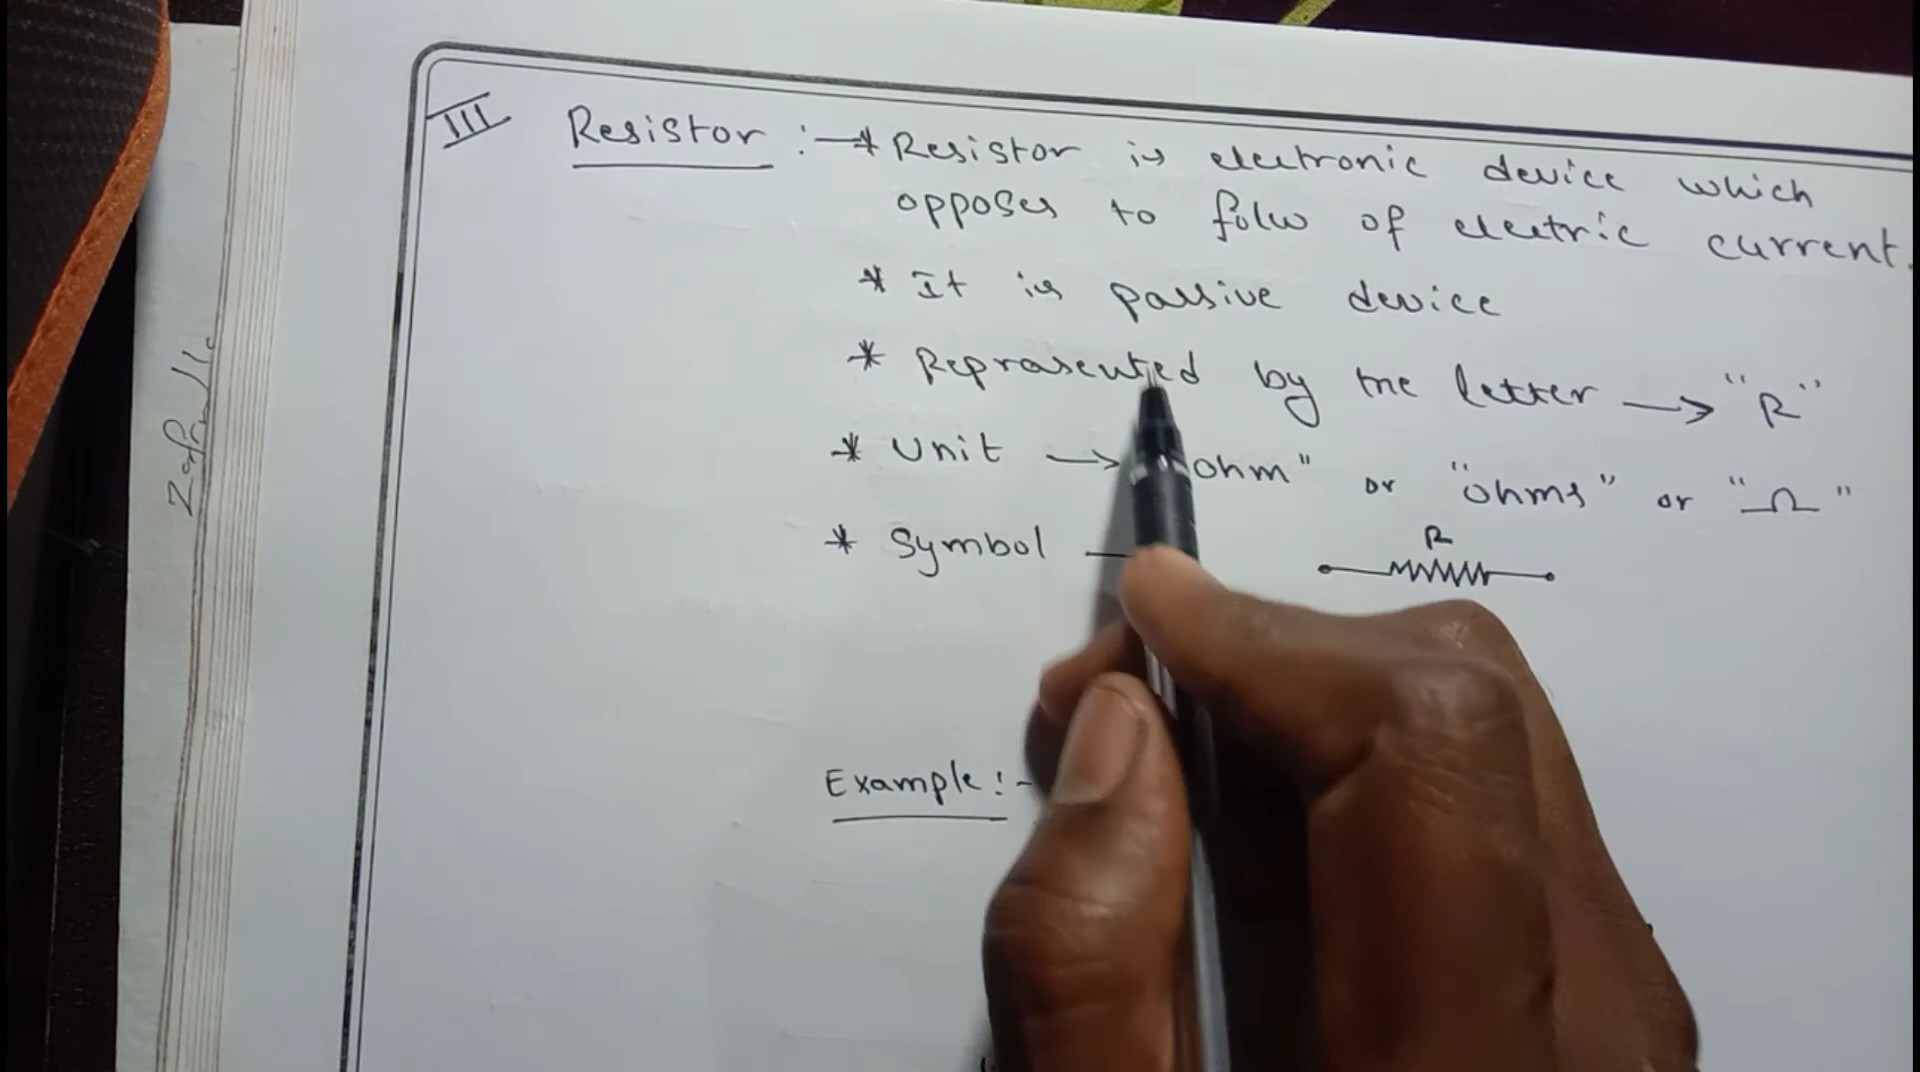 III Resistor :- * Resistor is electronic device which
opposes to folw of electric current.
* It is passive device
* Reprasented by the letter → "R"
* Unit → ohm" or "ohms" or "Ω"
* Symbol
R
Example :-